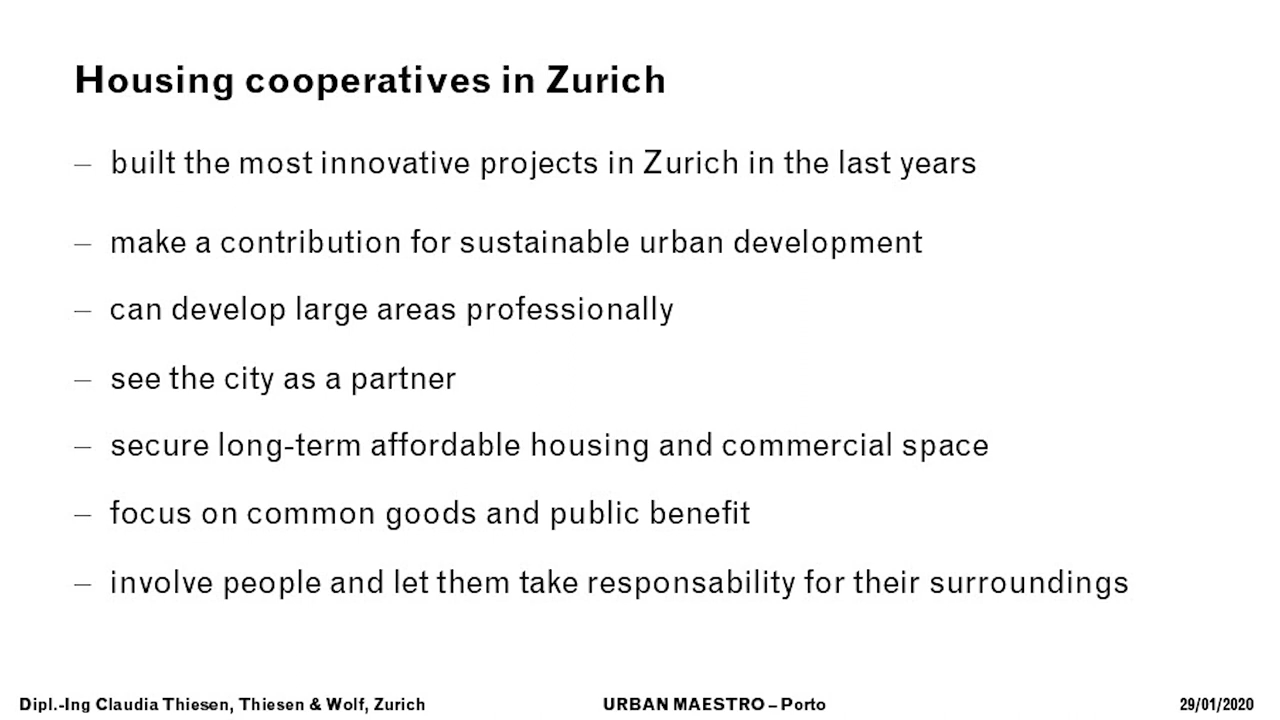 Housing cooperatives in Zurich
– built the most innovative projects in Zurich in the last years
– make a contribution for sustainable urban development
– can develop large areas professionally
– see the city as a partner
– secure long-term affordable housing and commercial space
– focus on common goods and public benefit
– involve people and let them take responsability for their surroundings
Dipl.-Ing Claudia Thiesen, Thiesen & Wolf, Zurich URBAN MAESTRO – Porto 29/01/2020